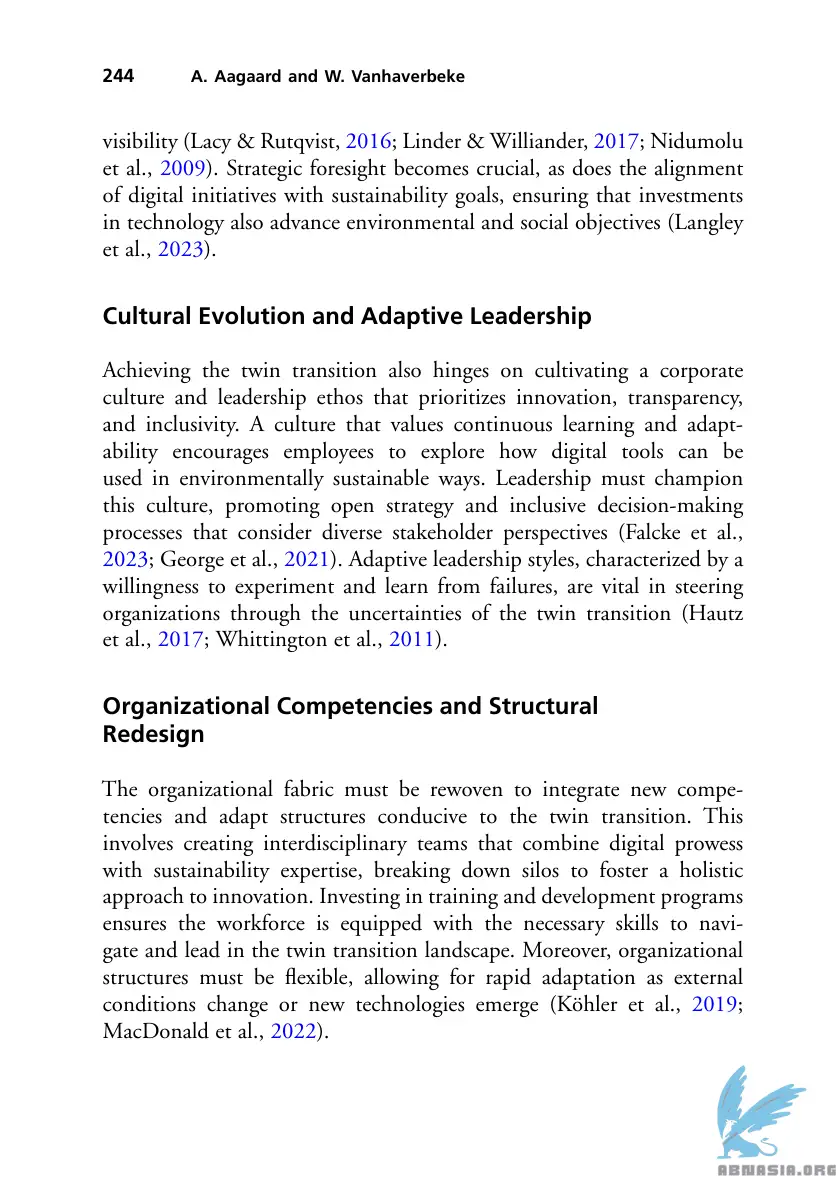 244 A. Aagaard and W. Vanhaverbeke
visibility (Lacy & Rutqvist, 2016; Linder & Williander, 2017; Nidumolu
et al., 2009). Strategic foresight becomes crucial, as does the alignment
of digital initiatives with sustainability goals, ensuring that investments
in technology also advance environmental and social objectives (Langley
et al., 2023).
Cultural Evolution and Adaptive Leadership
Achieving the twin transition also hinges on cultivating a corporate
culture and leadership ethos that prioritizes innovation, transparency,
and inclusivity. A culture that values continuous learning and adapt-
ability encourages employees to explore how digital tools can be
used in environmentally sustainable ways. Leadership must champion
this culture, promoting open strategy and inclusive decision-making
processes that consider diverse stakeholder perspectives (Falcke et al.,
2023; George et al., 2021). Adaptive leadership styles, characterized by a
willingness to experiment and learn from failures, are vital in steering
organizations through the uncertainties of the twin transition (Hautz
et al., 2017; Whittington et al., 2011).
Organizational Competencies and Structural
Redesign
The organizational fabric must be rewoven to integrate new compe-
tencies and adapt structures conducive to the twin transition. This
involves creating interdisciplinary teams that combine digital prowess
with sustainability expertise, breaking down silos to foster a holistic
approach to innovation. Investing in training and development programs
ensures the workforce is equipped with the necessary skills to navi-
gate and lead in the twin transition landscape. Moreover, organizational
structures must be flexible, allowing for rapid adaptation as external
conditions change or new technologies emerge (Köhler et al., 2019;
MacDonald et al., 2022).
ABNASIA.ORG